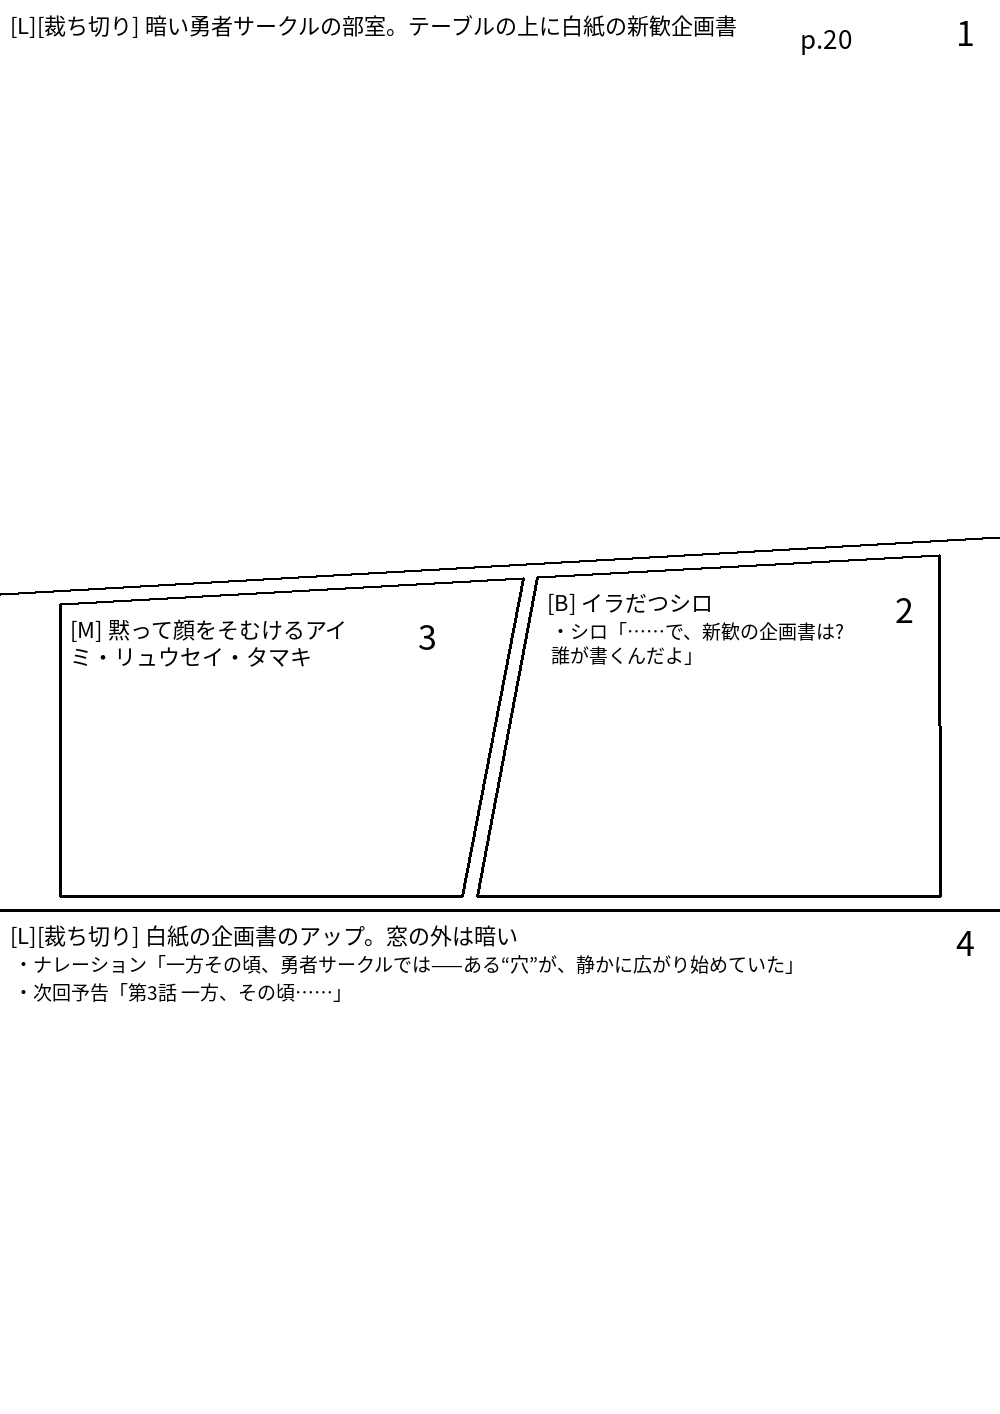 [L][裁ち切り] 暗い勇者サークルの部室。テーブルの上に白紙の新歓企画書
p.20
1
[B] イラだつシロ
・シロ「……で、新歓の企画書は?
誰が書くんだよ」
2
[M] 黙って顔をそむけるアイ
ミ・リュウセイ・タマキ
3
[L][裁ち切り] 白紙の企画書のアップ。窓の外は暗い
・ナレーション「一方その頃、勇者サークルでは——ある“穴”が、静かに広がり始めていた」
・次回予告「第3話 一方、その頃……」
4